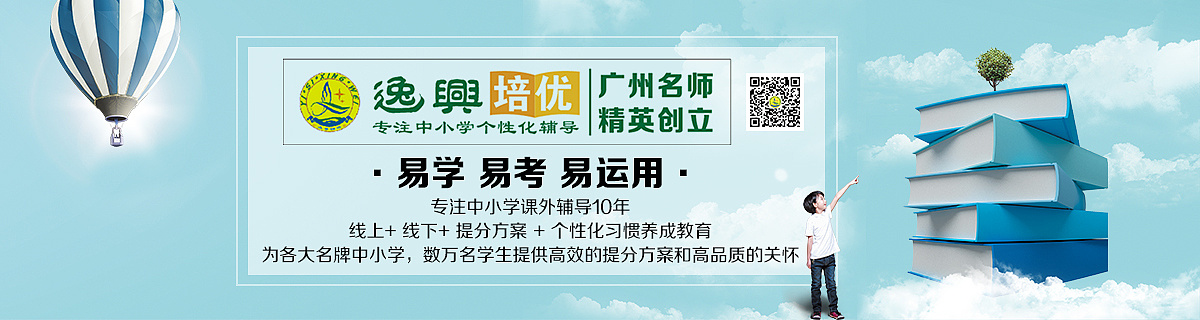 逸興 培优
专注中小学个性化辅导
广州名师
精英创立
·易学 易考 易运用·
专注中小学课外辅导10年
线上+ 线下+ 提分方案 + 个性化习惯养成教育
为各大名牌中小学，数万名学生提供高效的提分方案和高品质的关怀